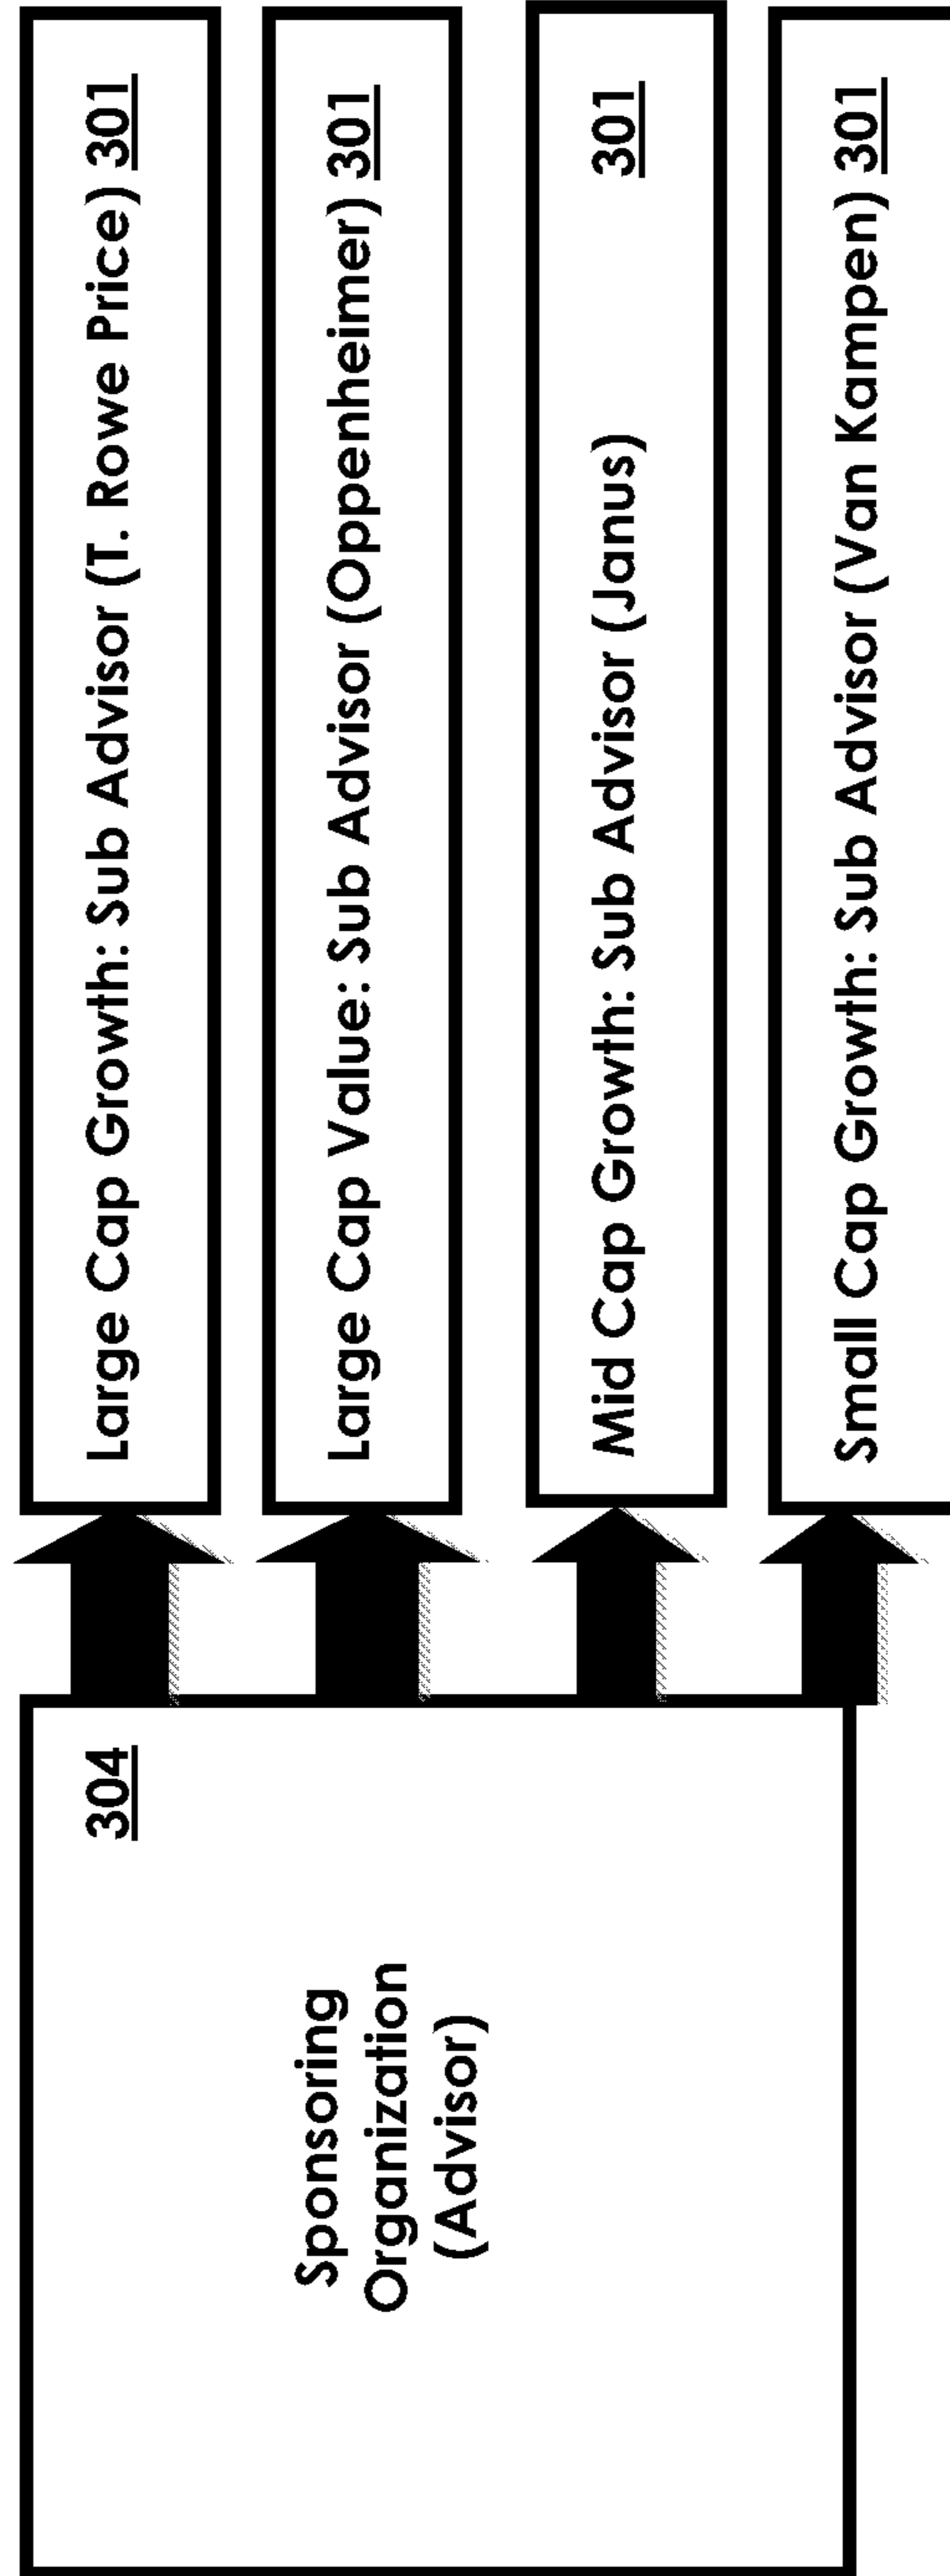 304
Sponsoring
Organization
(Advisor)
Large Cap Growth: Sub Advisor (T. Rowe Price) 301
Large Cap Value: Sub Advisor (Oppenheimer) 301
Mid Cap Growth: Sub Advisor (Janus) 301
Small Cap Growth: Sub Advisor (Van Kampen) 301